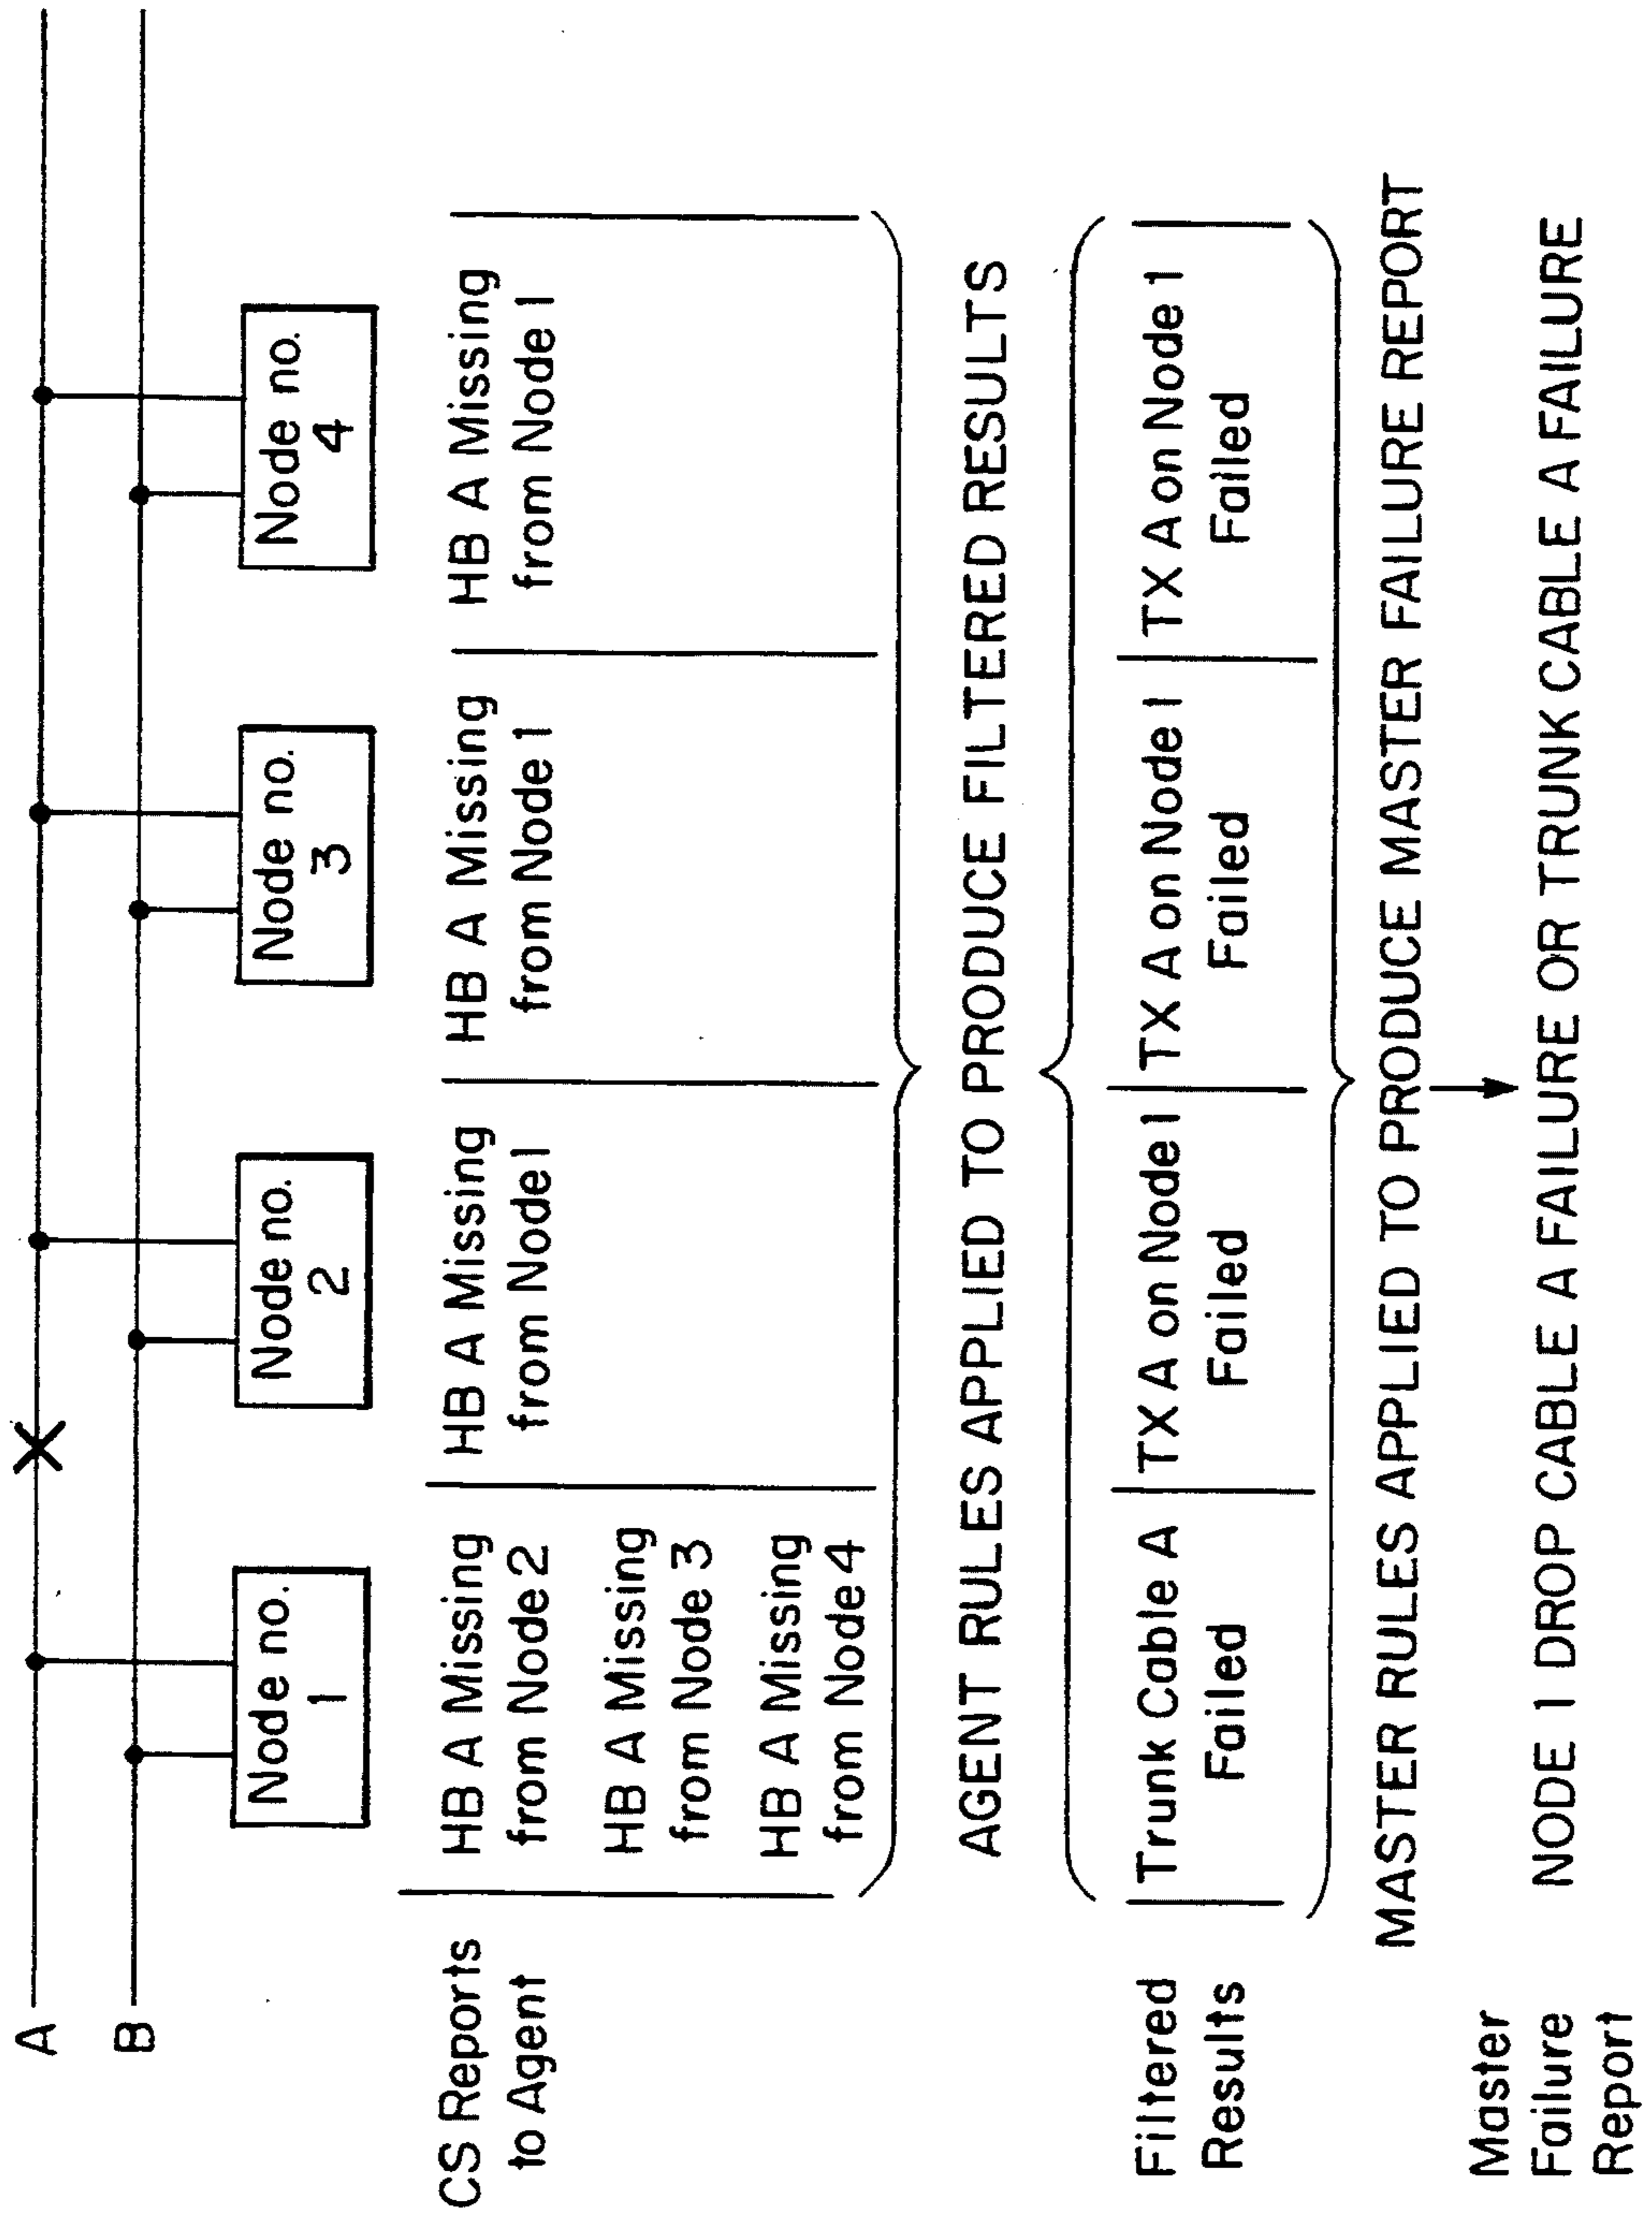 A
B
Node no.
1
Node no.
2
Node no.
3
Node no.
4
CS Reports
to Agent
HB A Missing
from Node 2
HB A Missing
from Node 3
HB A Missing
from Node 4
HB A Missing
from Node 1
HB A Missing
from Node 1
HB A Missing
from Node 1
AGENT RULES APPLIED TO PRODUCE FILTERED RESULTS
Filtered
Results
Trunk Cable A
Failed
TX A on Node 1
Failed
TX A on Node 1
Failed
TX A on Node 1
Failed
MASTER RULES APPLIED TO PRODUCE MASTER FAILURE REPORT
Master
Failure
Report
NODE 1 DROP CABLE A FAILURE OR TRUNK CABLE A FAILURE